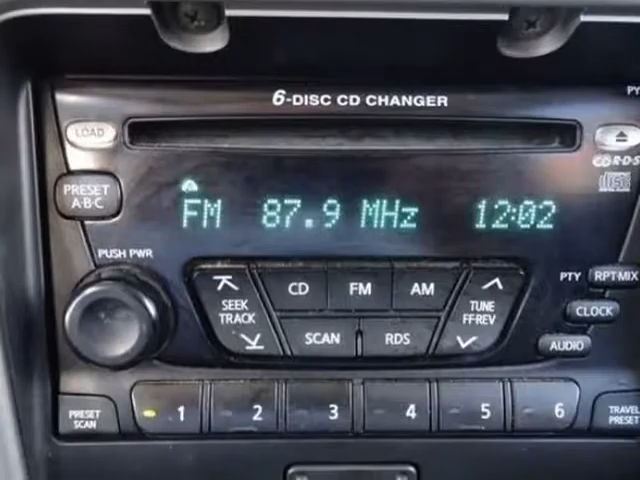 6-DISC CD CHANGER
PY
LOAD
CD R·D·S
disc
PRESET
A·B·C
FM 87.9 MHz 12:02
PUSH PWR
SEEK
TRACK
CD
FM
AM
TUNE
FF·REV
PTY
RPT·MIX
CLOCK
SCAN
RDS
AUDIO
PRESET
SCAN
1
2
3
4
5
6
TRAVEL
PRESET